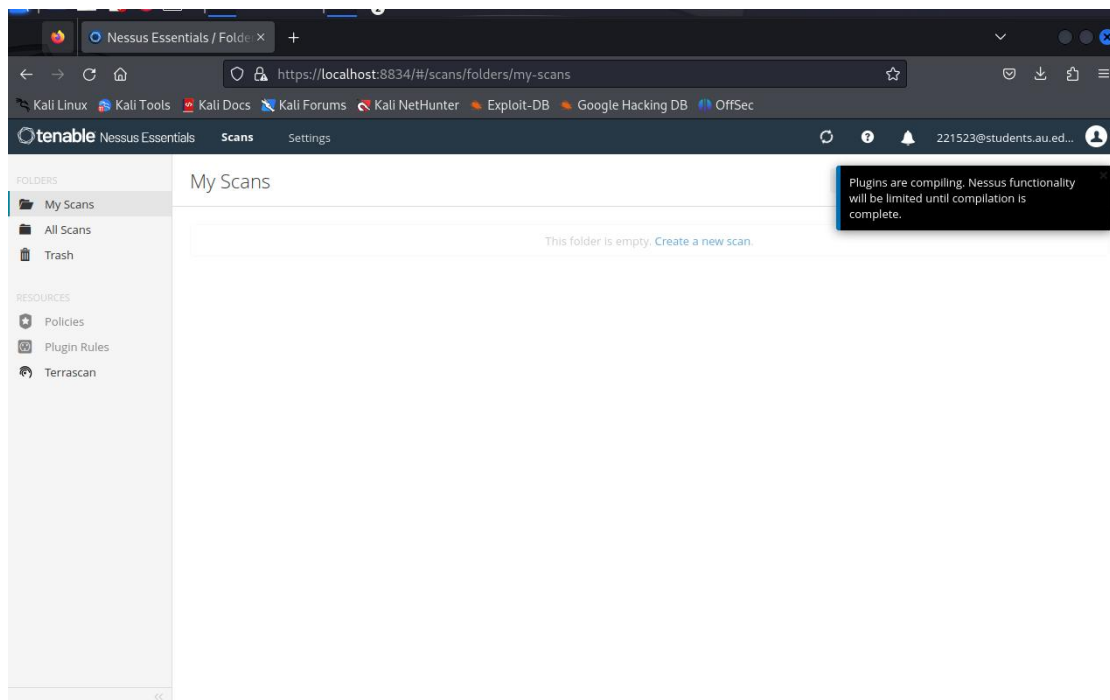 Nessus Essentials / Folde
https://localhost:8834/#/scans/folders/my-scans
Kali Linux Kali Tools Kali Docs Kali Forums Kali NetHunter Exploit-DB Google Hacking DB OffSec
tenable Nessus Essentials Scans Settings 221523@students.au.ed...
FOLDERS
My Scans
All Scans
Trash
RESOURCES
Policies
Plugin Rules
Terrascan
My Scans
Plugins are compiling. Nessus functionality
will be limited until compilation is
complete.
This folder is empty. Create a new scan.